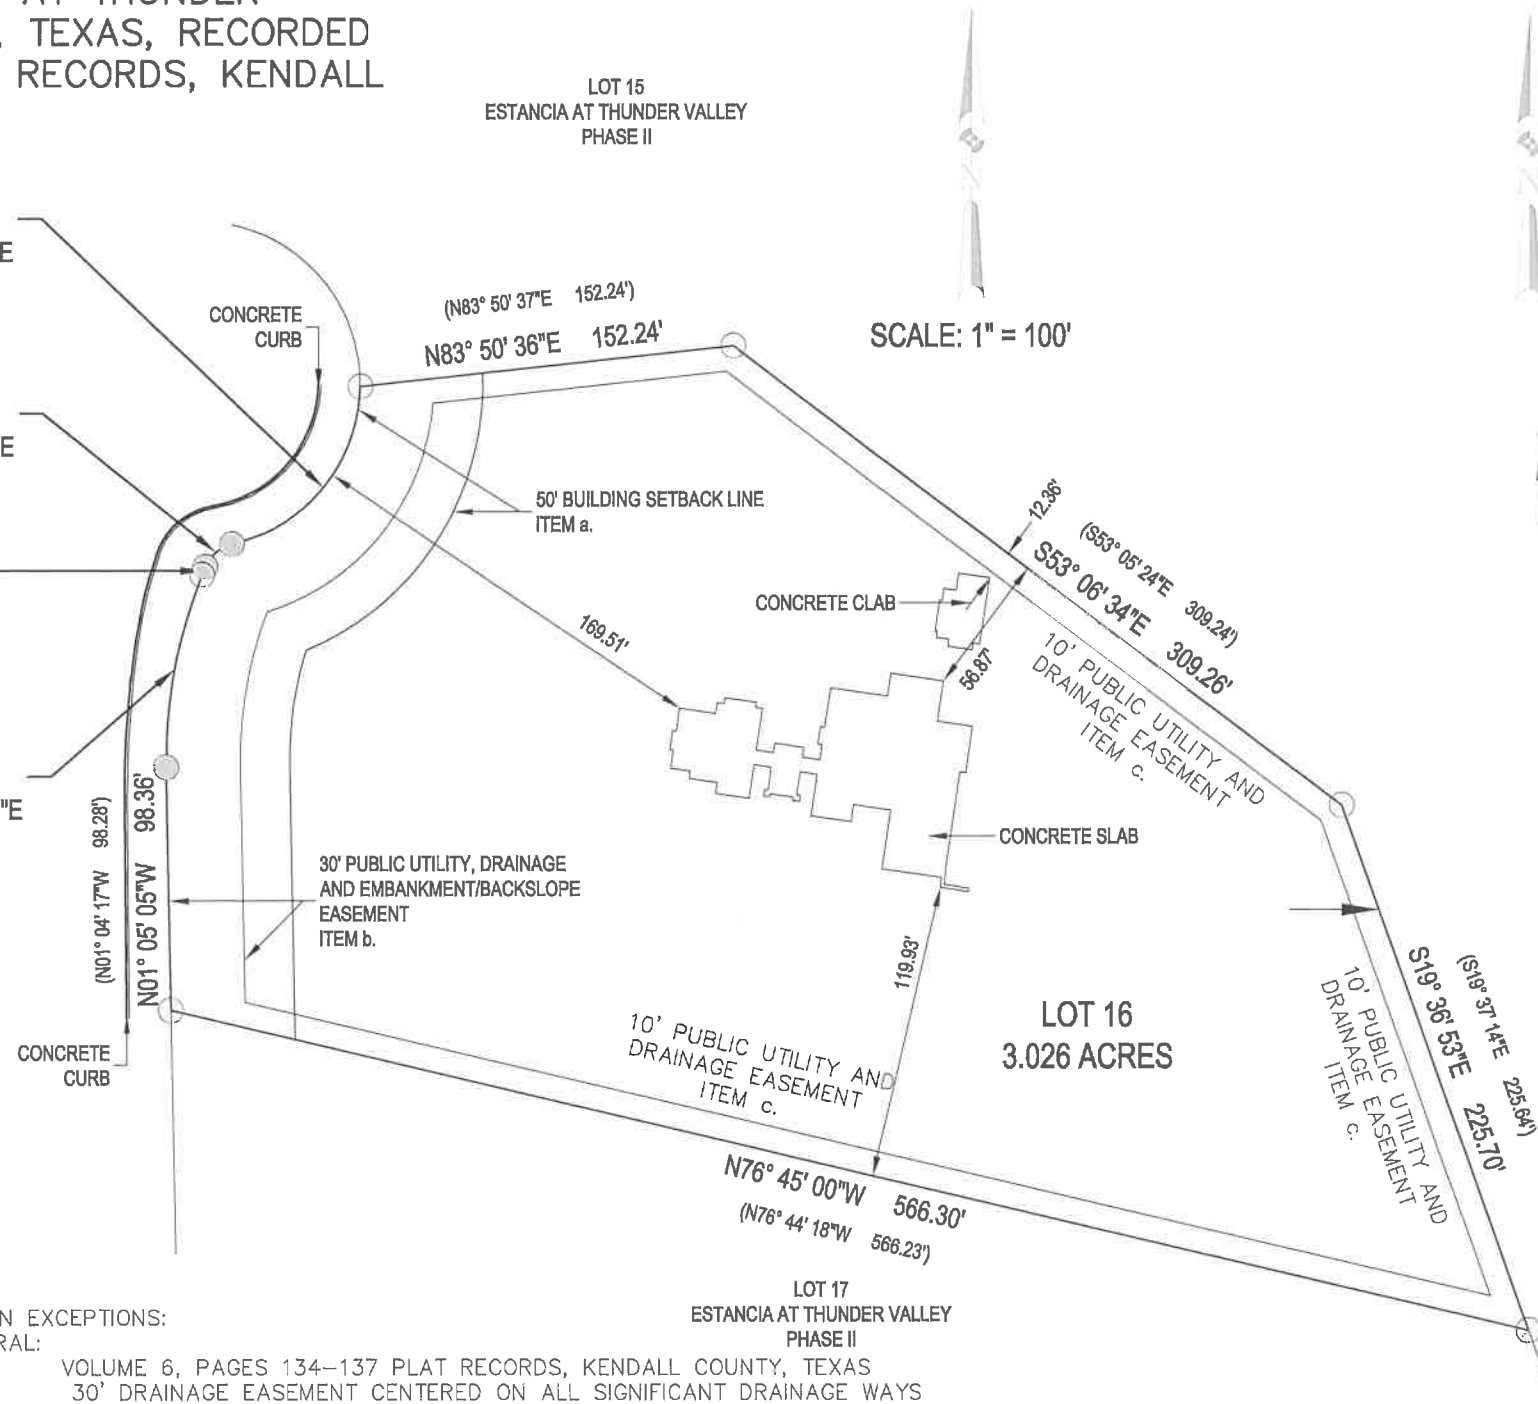 AT THUNDER
, TEXAS, RECORDED
RECORDS, KENDALL
LOT 15
ESTANCIA AT THUNDER VALLEY
PHASE II
E
CONCRETE
CURB
(N83° 50' 37"E 152.24')
N83° 50' 36"E 152.24'
SCALE: 1" = 100'
E
50' BUILDING SETBACK LINE
ITEM a.
12.36'
(S53° 05' 24"E 309.24')
S53° 06' 34"E 309.26'
CONCRETE CLAB
169.51'
56.87'
10' PUBLIC UTILITY AND
DRAINAGE EASEMENT
ITEM c.
"E
(N01° 04' 17"W 98.28')
N01° 05' 05"W 98.36'
CONCRETE SLAB
30' PUBLIC UTILITY, DRAINAGE
AND EMBANKMENT/BACKSLOPE
EASEMENT
ITEM b.
119.93'
(S19° 37' 14"E 225.64')
S19° 36' 53"E 225.70'
10' PUBLIC UTILITY AND
DRAINAGE EASEMENT
ITEM c.
LOT 16
3.026 ACRES
CONCRETE
CURB
10' PUBLIC UTILITY AND
DRAINAGE EASEMENT
ITEM c.
N76° 45' 00"W 566.30'
(N76° 44' 18"W 566.23')
LOT 17
ESTANCIA AT THUNDER VALLEY
PHASE II
N EXCEPTIONS:
RAL:
VOLUME 6, PAGES 134-137 PLAT RECORDS, KENDALL COUNTY, TEXAS
30' DRAINAGE EASEMENT CENTERED ON ALL SIGNIFICANT DRAINAGE WAYS